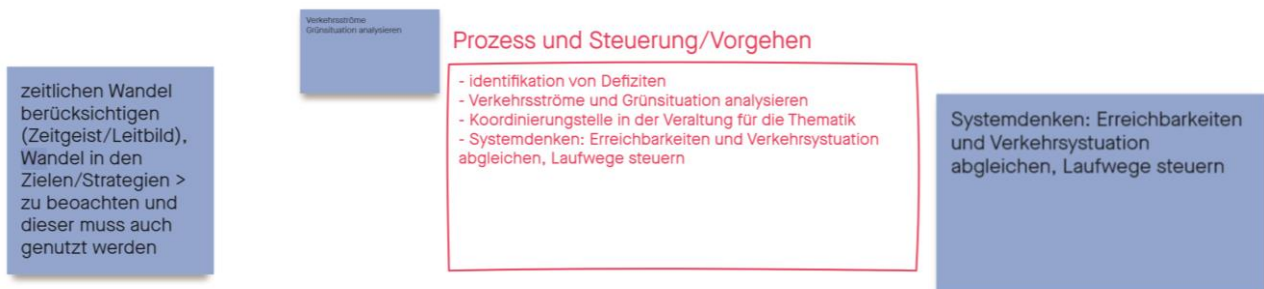 Verkehrsströme
Grünsituation analysieren
Prozess und Steuerung/Vorgehen
zeitlichen Wandel
berücksichtigen
(Zeitgeist/Leitbild),
Wandel in den
Zielen/Strategien >
zu beoachten und
dieser muss auch
genutzt werden
- identifikation von Defiziten
- Verkehrsströme und Grünsituation analysieren
- Koordinierungstelle in der Veraltung für die Thematik
- Systemdenken: Erreichbarkeiten und Verkehrsystuation
abgleichen, Laufwege steuern
Systemdenken: Erreichbarkeiten
und Verkehrsystuation
abgleichen, Laufwege steuern